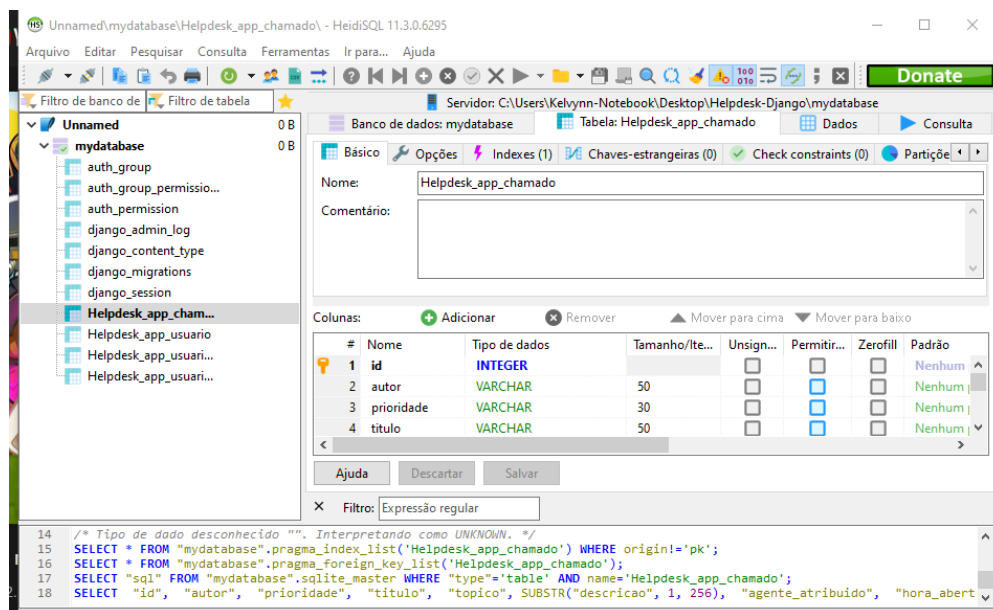 Unnamed\mydatabase\Helpdesk_app_chamado\ - HeidiSQL 11.3.0.6295
Arquivo Editar Pesquisar Consulta Ferramentas Ir para... Ajuda
Donate
Filtro de banco de Filtro de tabela
Servidor: C:\Users\Kelvynn-Notebook\Desktop\Helpdesk-Django\mydatabase
Unnamed 0 B
mydatabase 0 B
auth_group
auth_group_permissio...
auth_permission
django_admin_log
django_content_type
django_migrations
django_session
Helpdesk_app_cham...
Helpdesk_app_usuario
Helpdesk_app_usuari...
Helpdesk_app_usuari...
Banco de dados: mydatabase Tabela: Helpdesk_app_chamado Dados Consulta
Básico Opções Indexes (1) Chaves-estrangeiras (0) Check constraints (0) Partiçõe
Nome: Helpdesk_app_chamado
Comentário:
Colunas: Adicionar Remover Mover para cima Mover para baixo
# Nome Tipo de dados Tamanho/Ite... Unsign... Permitir... Zerofill Padrão
1 id INTEGER Nenhum
2 autor VARCHAR 50 Nenhum
3 prioridade VARCHAR 30 Nenhum
4 titulo VARCHAR 50 Nenhum
Ajuda Descartar Salvar
Filtro: Expressão regular
14 /* Tipo de dado desconhecido "". Interpretando como UNKNOWN. */
15 SELECT * FROM "mydatabase".pragma_index_list('Helpdesk_app_chamado') WHERE origin!='pk';
16 SELECT * FROM "mydatabase".pragma_foreign_key_list('Helpdesk_app_chamado');
17 SELECT "sql" FROM "mydatabase".sqlite_master WHERE "type"='table' AND name='Helpdesk_app_chamado';
18 SELECT "id", "autor", "prioridade", "titulo", "topico", SUBSTR("descricao", 1, 256), "agente_atribuido", "hora_abert